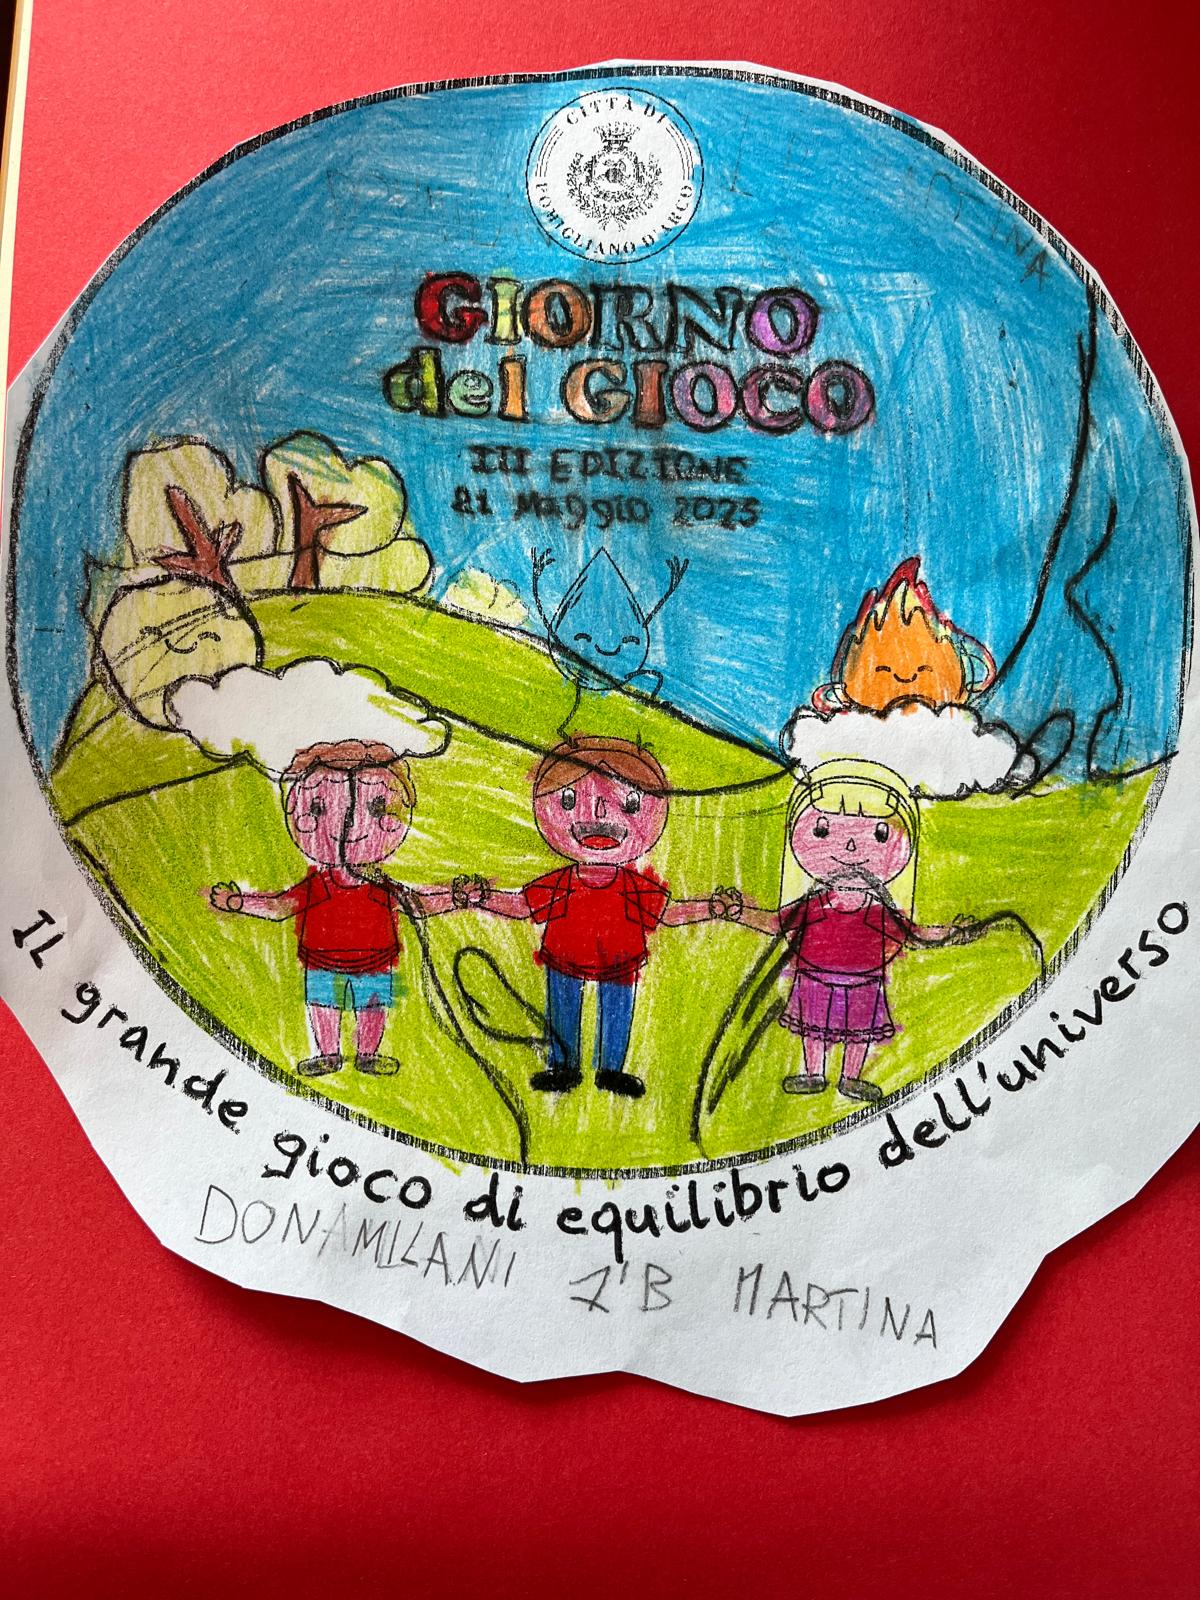 CITTÀ DI
POMIGLIANO D'ARCO
GIORNO
del GIOCO
III EDIZIONE
21 Maggio 2025
IL grande gioco di equilibrio dell'universo
DONAMILANI 1ªB MARTINA